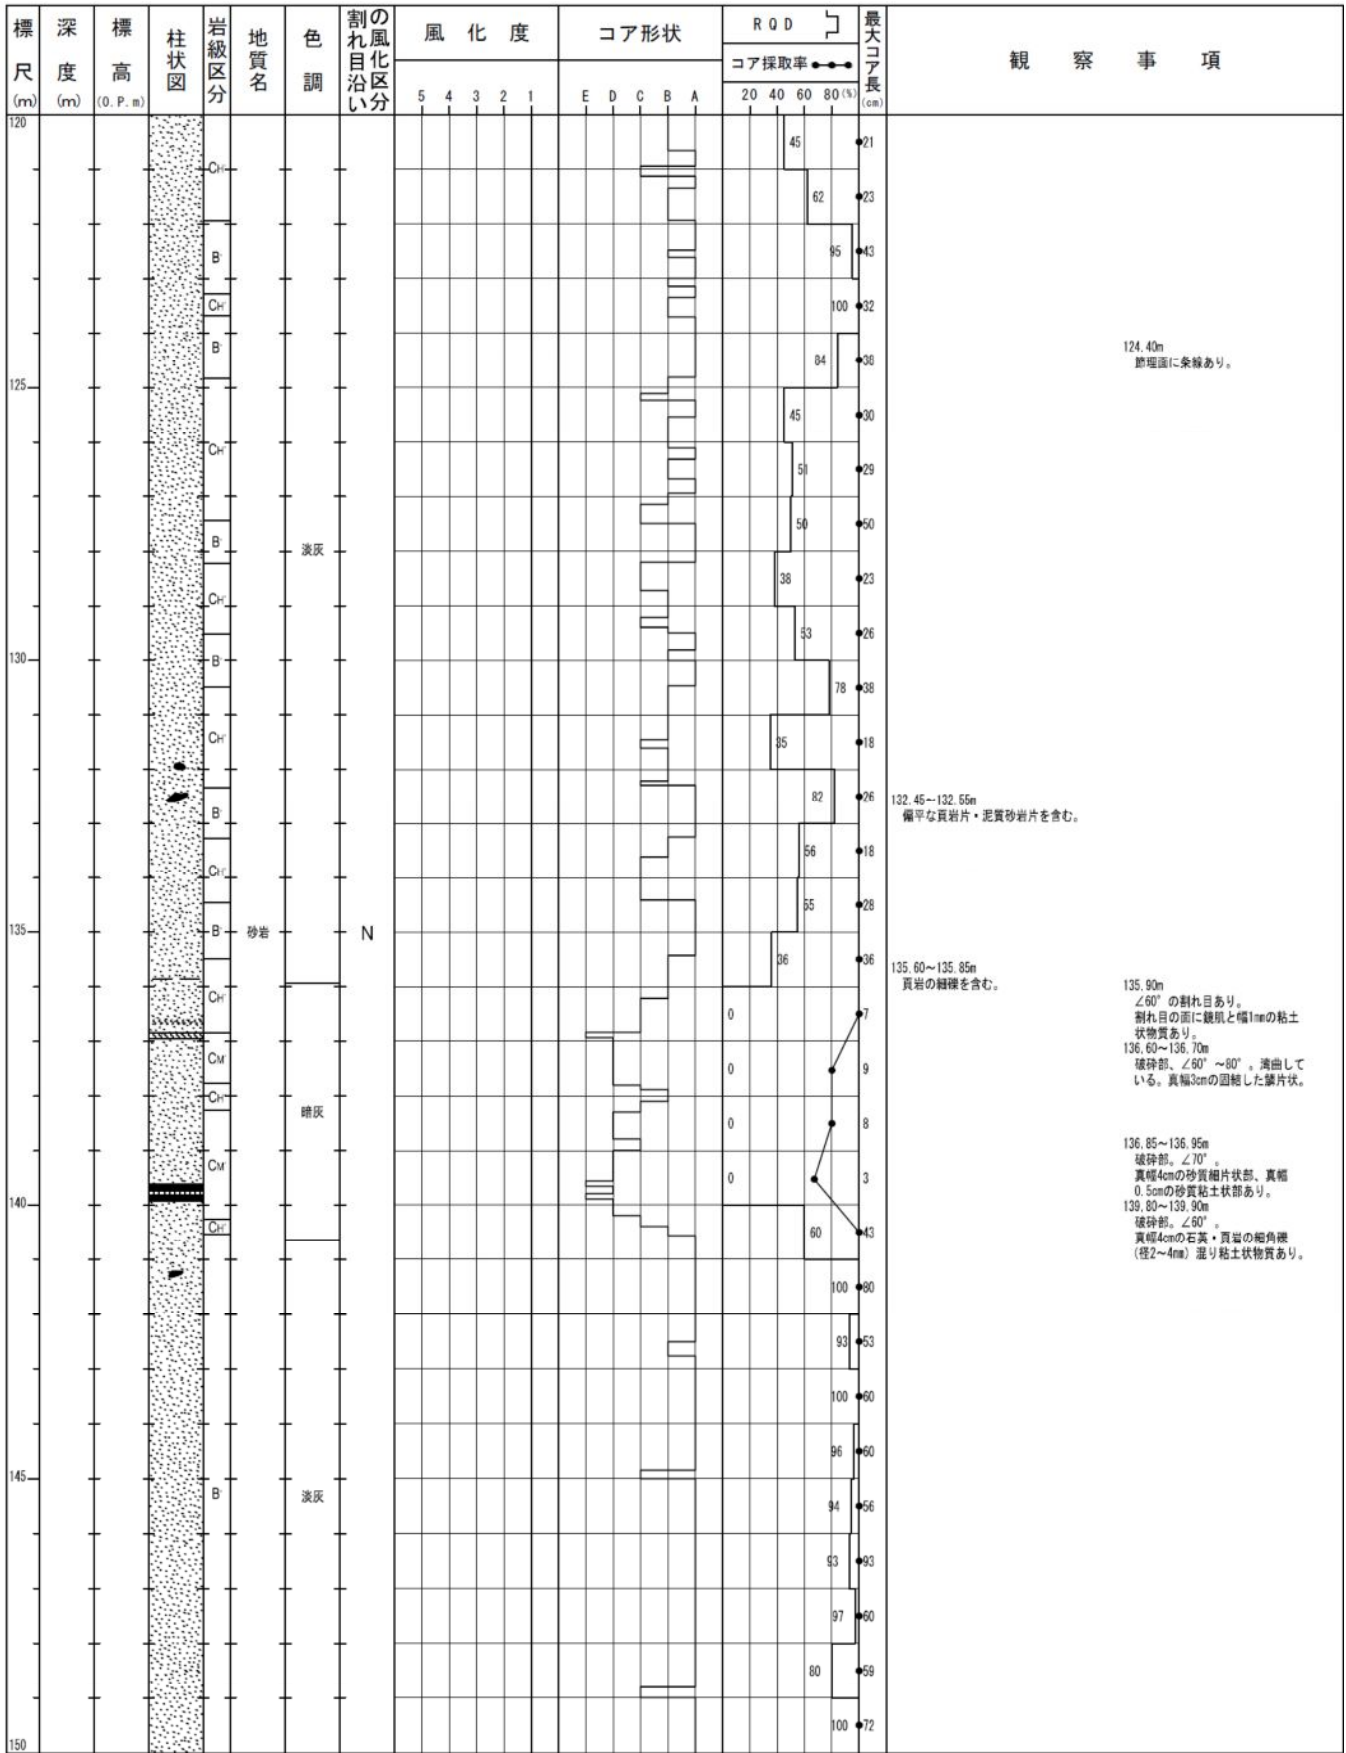 標尺(m)
深度(m)
標高(O.P.m)
柱状図
岩級区分
地質名
色調
割れ目沿いの風化区分
風化度
5 4 3 2 1
コア形状
E D C B A
RQD
コア採取率
20 40 60 80(%)
最大コア長(cm)
観察事項
120
45 21
CH'
62 23
95 43
B'
100 32
CH'
124.40m
節理面に条線あり。
B'
84 38
125
45 30
CH'
51 29
50 50
B'
淡灰
38 23
CH'
53 26
130
B'
78 38
CH'
35 18
82 26
132.45~132.55m
偏平な頁岩片・泥質砂岩片を含む。
B'
56 18
CH'
55 28
135
B'
砂岩
N
36 36
135.60~135.85m
頁岩の細礫を含む。
135.90m
∠60°の割れ目あり。
割れ目の面に鏡肌と幅1mmの粘土
状物質あり。
CH'
0 7
136.60~136.70m
破砕部、∠60°~80°。湾曲して
いる。真幅3cmの固結した鱗片状。
CM'
0 9
CH'
暗灰
0 8
136.85~136.95m
破砕部。∠70°。
真幅4cmの砂質細片状部、真幅
0.5cmの砂質粘土状部あり。
CM'
0 3
139.80~139.90m
破砕部。∠60°。
真幅4cmの石英・頁岩の細角礫
(径2~4mm)混り粘土状物質あり。
140
CH'
60 43
100 80
93 53
100 60
96 60
145
B'
淡灰
94 56
93 93
97 60
80 59
100 72
150